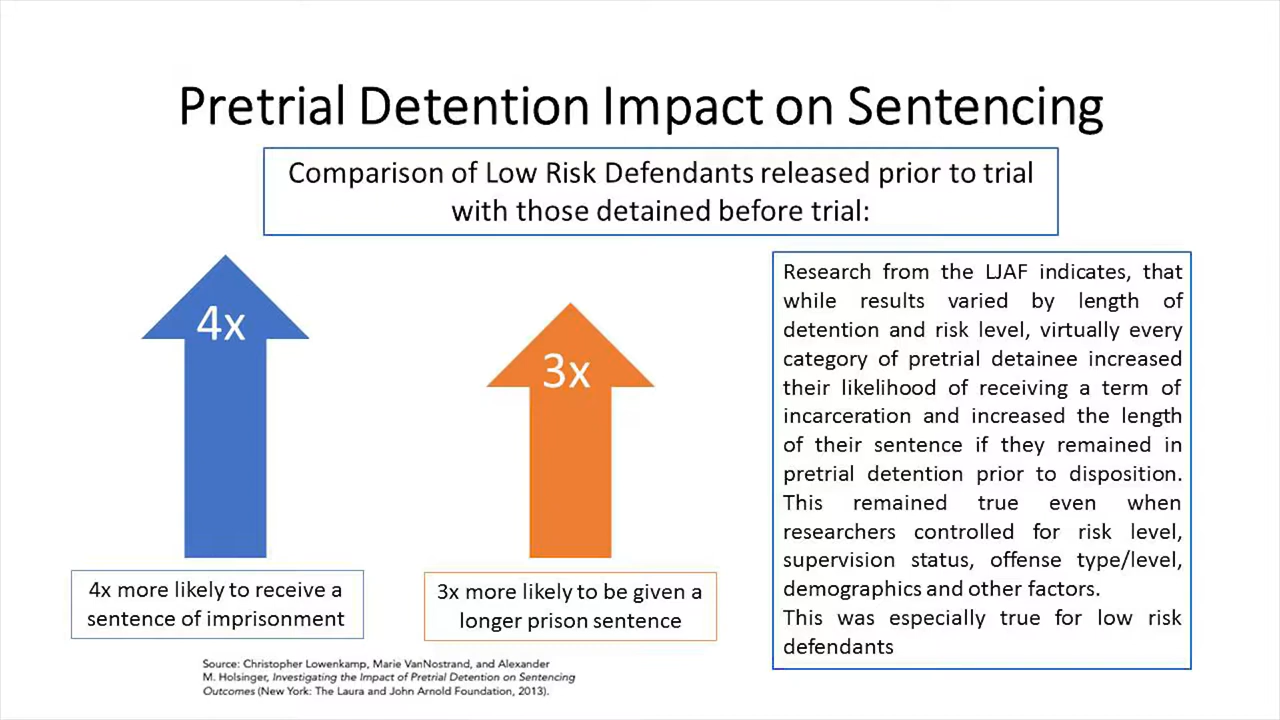 Pretrial Detention Impact on Sentencing
Comparison of Low Risk Defendants released prior to trial
with those detained before trial:
4x
3x
4x more likely to receive a
sentence of imprisonment
3x more likely to be given a
longer prison sentence
Research from the LJAF indicates, that
while results varied by length of
detention and risk level, virtually every
category of pretrial detainee increased
their likelihood of receiving a term of
incarceration and increased the length
of their sentence if they remained in
pretrial detention prior to disposition.
This remained true even when
researchers controlled for risk level,
supervision status, offense type/level,
demographics and other factors.
This was especially true for low risk
defendants
Source: Christopher Lowenkamp, Marie VanNostrand, and Alexander
M. Holsinger, Investigating the Impact of Pretrial Detention on Sentencing
Outcomes (New York: The Laura and John Arnold Foundation, 2013).